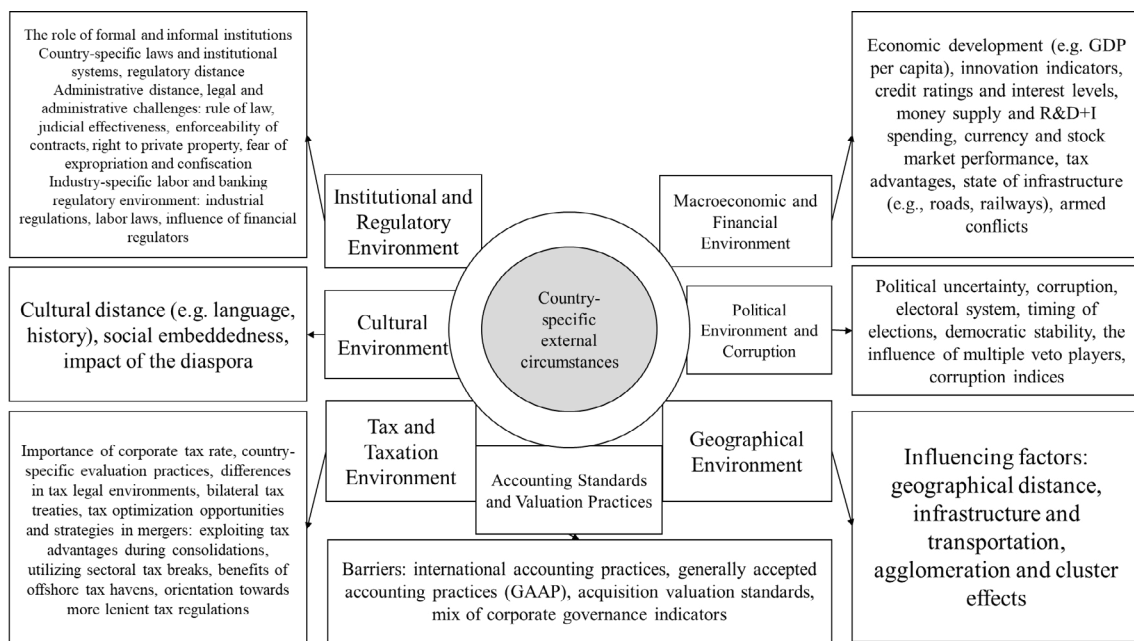 The role of formal and informal institutions
Country-specific laws and institutional
systems, regulatory distance
Administrative distance, legal and
administrative challenges: rule of law,
judicial effectiveness, enforceability of
contracts, right to private property, fear of
expropriation and confiscation
Industry-specific labor and banking
regulatory environment: industrial
regulations, labor laws, influence of financial
regulators
Institutional and
Regulatory
Environment
Macroeconomic and
Financial
Environment
Economic development (e.g. GDP
per capita), innovation indicators,
credit ratings and interest levels,
money supply and R&D+I
spending, currency and stock
market performance, tax
advantages, state of infrastructure
(e.g., roads, railways), armed
conflicts
Cultural distance (e.g. language,
history), social embeddedness,
impact of the diaspora
Cultural
Environment
Country-
specific
external
circumstances
Political
Environment and
Corruption
Political uncertainty, corruption,
electoral system, timing of
elections, democratic stability, the
influence of multiple veto players,
corruption indices
Importance of corporate tax rate, country-
specific evaluation practices, differences
in tax legal environments, bilateral tax
treaties, tax optimization opportunities
and strategies in mergers: exploiting tax
advantages during consolidations,
utilizing sectoral tax breaks, benefits of
offshore tax havens, orientation towards
more lenient tax regulations
Tax and
Taxation
Environment
Accounting Standards
and Valuation Practices
Geographical
Environment
Influencing factors:
geographical distance,
infrastructure and
transportation,
agglomeration and cluster
effects
Barriers: international accounting practices, generally accepted
accounting practices (GAAP), acquisition valuation standards,
mix of corporate governance indicators